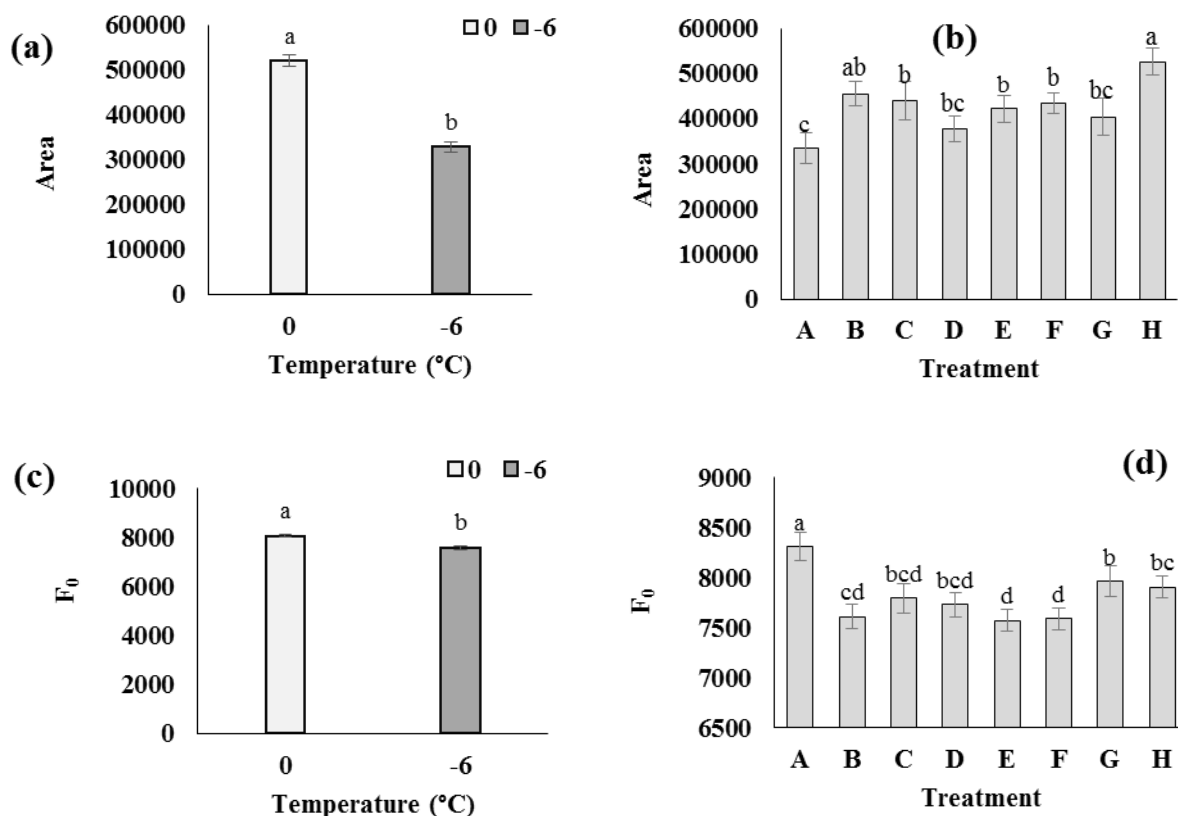 (a)
0 -6
600000
500000
400000
300000
200000
100000
0
Area
a
b
0 -6
Temperature (°C)
(b)
600000
500000
400000
300000
200000
100000
0
Area
c ab b bc b b bc a
A B C D E F G H
Treatment
(c)
0 -6
10000
8000
6000
4000
2000
0
F0
a b
0 -6
Temperature (°C)
(d)
9000
8500
8000
7500
7000
6500
F0
a cd bcd bcd d d b bc
A B C D E F G H
Treatment